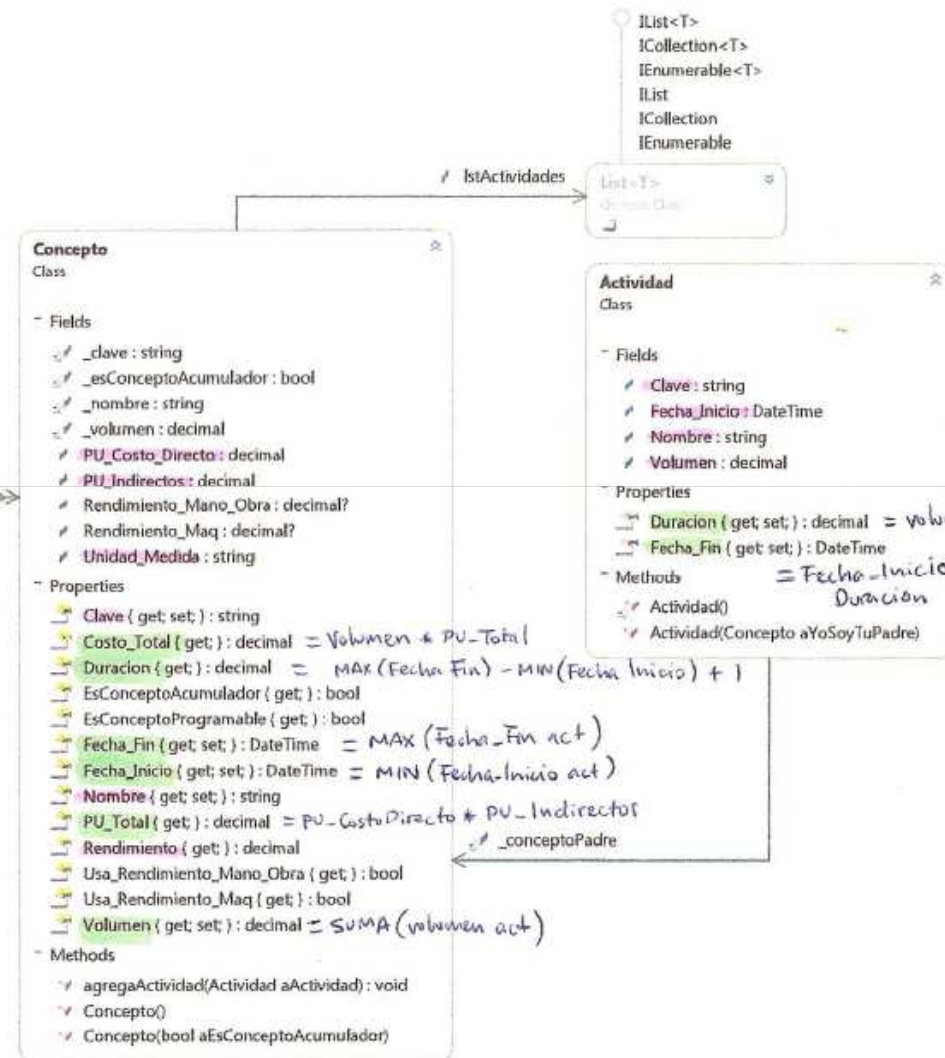 IList<T>
ICollection<T>
IEnumerable<T>
IList
ICollection
IEnumerable
lstActividades
List<T>
Concepto
Class
Fields
_clave : string
_esConceptoAcumulador : bool
_nombre : string
_volumen : decimal
PU_Costo_Directo : decimal
PU_Indirectos : decimal
Rendimiento_Mano_Obra : decimal?
Rendimiento_Maq : decimal?
Unidad_Medida : string
Properties
Clave { get; set; } : string
Costo_Total { get; } : decimal = Volumen * PU_Total
Duracion { get; } : decimal = MAX (Fecha Fin) - MIN (Fecha Inicio) + 1
EsConceptoAcumulador { get; } : bool
EsConceptoProgramable { get; } : bool
Fecha_Fin { get; set; } : DateTime = MAX (Fecha_Fin act)
Fecha_Inicio { get; set; } : DateTime = MIN (Fecha-Inicio act)
Nombre { get; set; } : string
PU_Total { get; } : decimal = PU_CostoDirecto * PU_Indirectos
Rendimiento { get; } : decimal
Usa_Rendimiento_Mano_Obra { get; } : bool
Usa_Rendimiento_Maq { get; } : bool
Volumen { get; set; } : decimal = SUMA (volumen act)
Methods
agregaActividad(Actividad aActividad) : void
Concepto()
Concepto(bool aEsConceptoAcumulador)
Actividad
Class
Fields
Clave : string
Fecha_Inicio : DateTime
Nombre : string
Volumen : decimal
Properties
Duracion { get; set; } : decimal = volu
Fecha_Fin { get; set; } : DateTime
= Fecha_Inicio
Duracion
Methods
Actividad()
Actividad(Concepto aYoSoyTuPadre)
_conceptoPadre